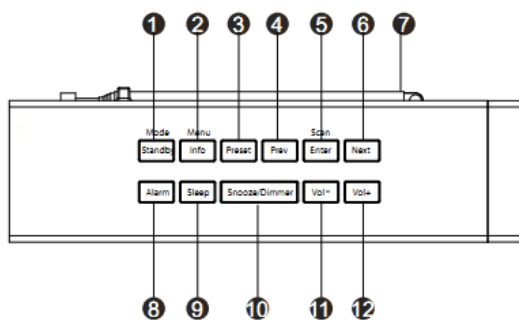 1 2 3 4 5 6 7
Mode Menu Scan
Standby Info Preset Prev Enter Next
Alarm Sleep Snooze/Dimmer Vol- Vol+
8 9 10 11 12